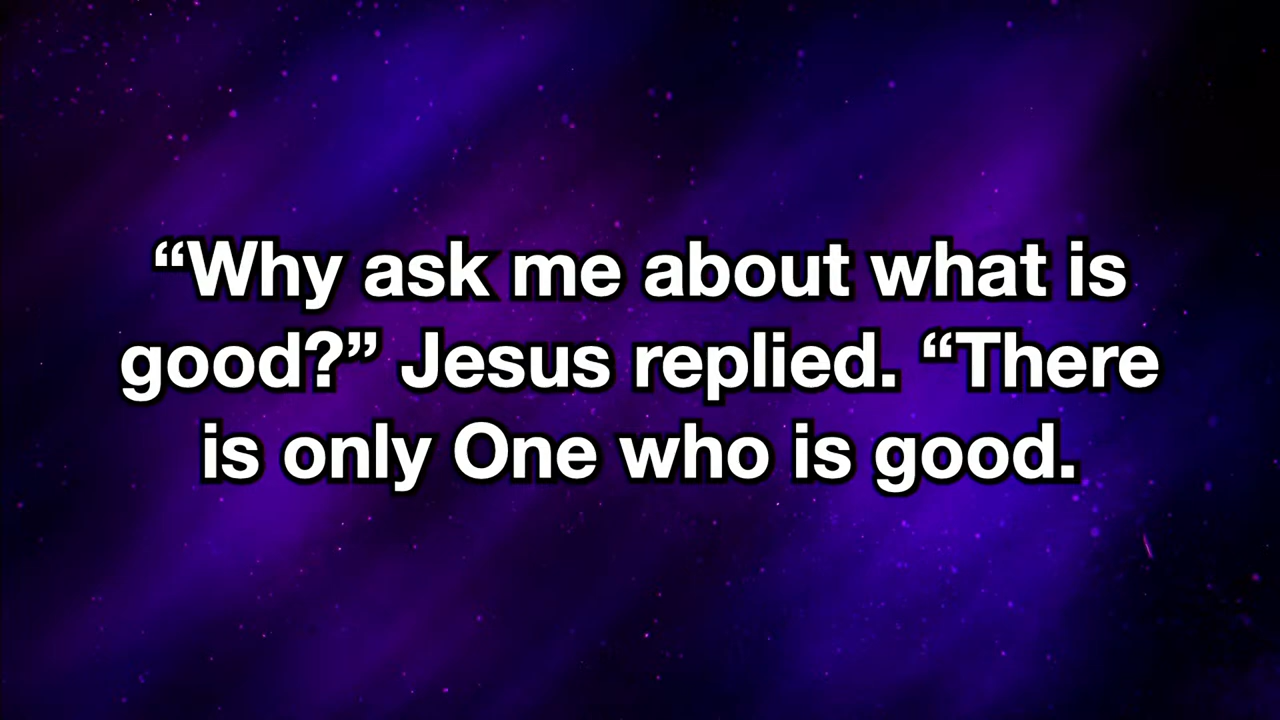 “Why ask me about what is
good?” Jesus replied. “There
is only One who is good.